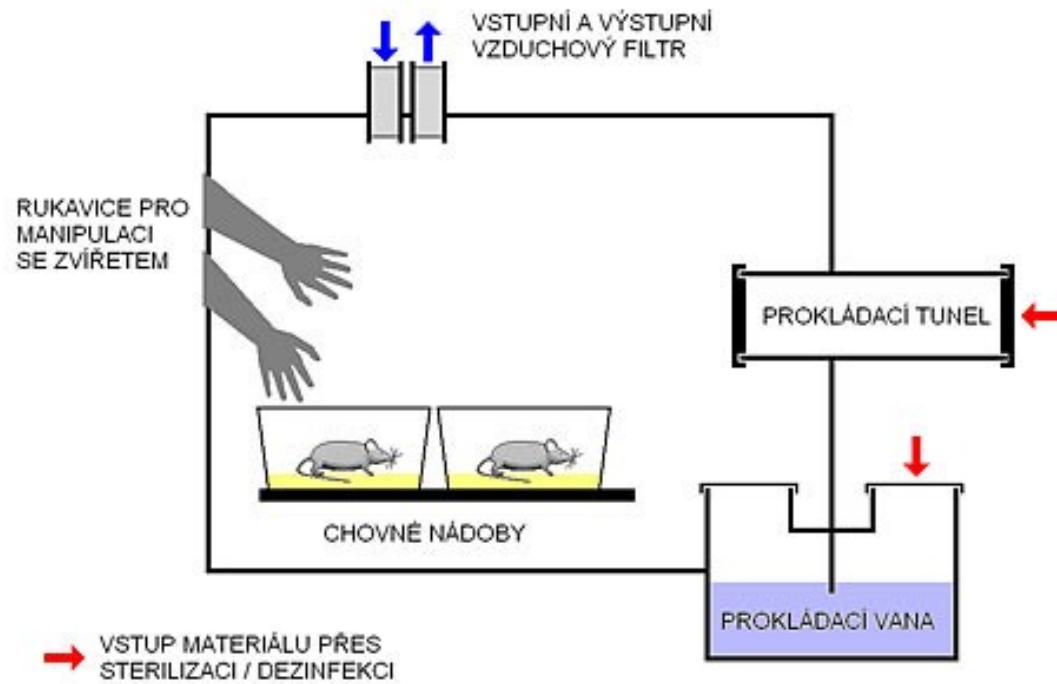 VSTUPNÍ A VÝSTUPNÍ
VZDUCHOVÝ FILTR
RUKAVICE PRO
MANIPULACI
SE ZVÍŘETEM
PROKLÁDACÍ TUNEL
CHOVNÉ NÁDOBY
PROKLÁDACÍ VANA
VSTUP MATERIÁLU PŘES
STERILIZACI / DEZINFEKCI